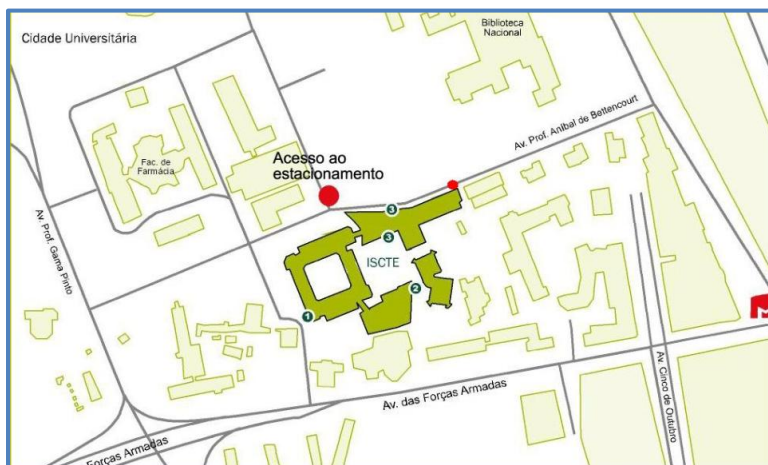 Cidade Universitária
Biblioteca
Nacional
Av. Prof. Aníbal de Bettencourt
Fac. de
Farmácia
Acesso ao
estacionamento
Av. Prof. Gama Pinto
3
3
ISCTE
2
1
M
Av. das Forças Armadas
Av. Cinco de Outubro
Forças Armadas